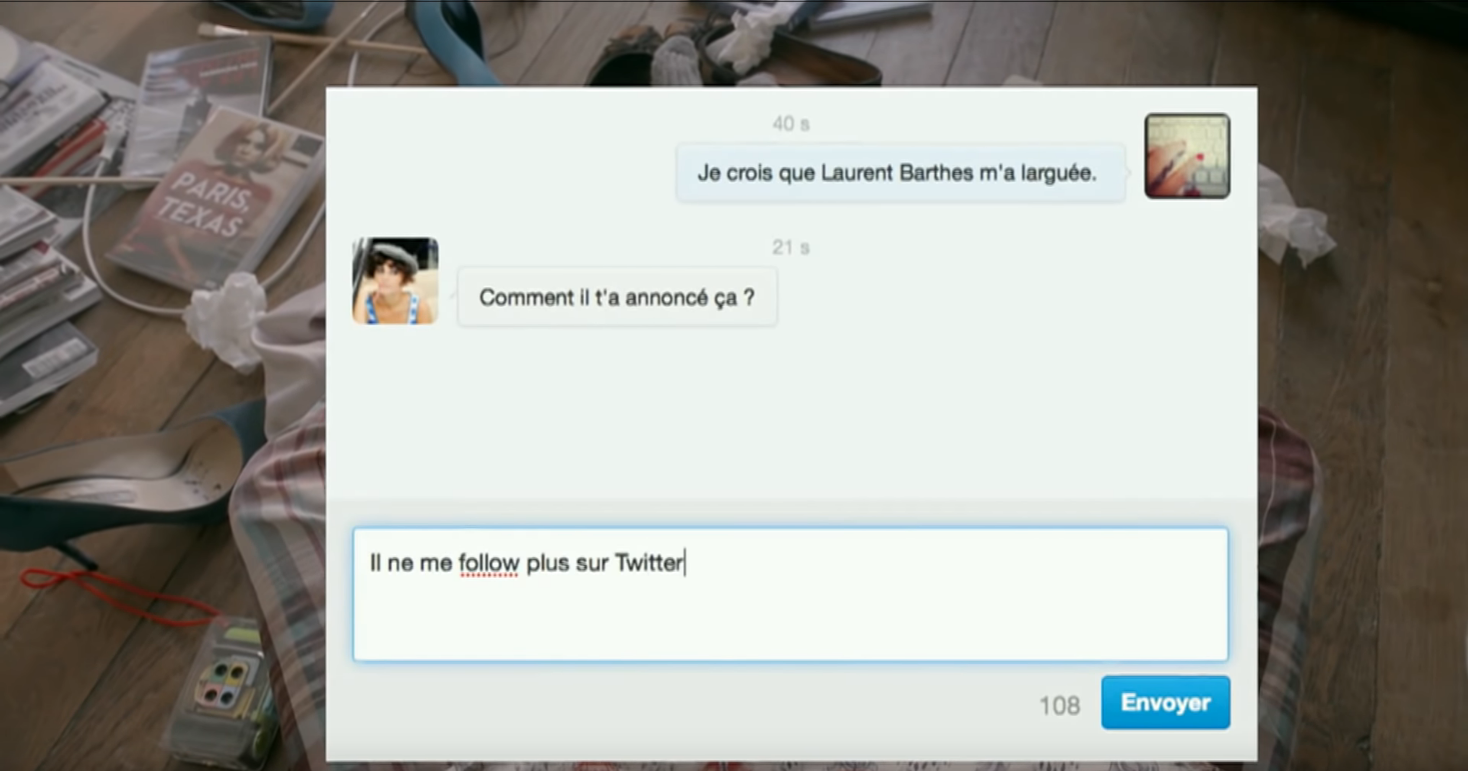 PARIS,
TEXAS
40 s
Je crois que Laurent Barthes m'a larguée.
21 s
Comment il t'a annoncé ça ?
Il ne me follow plus sur Twitter
108
Envoyer